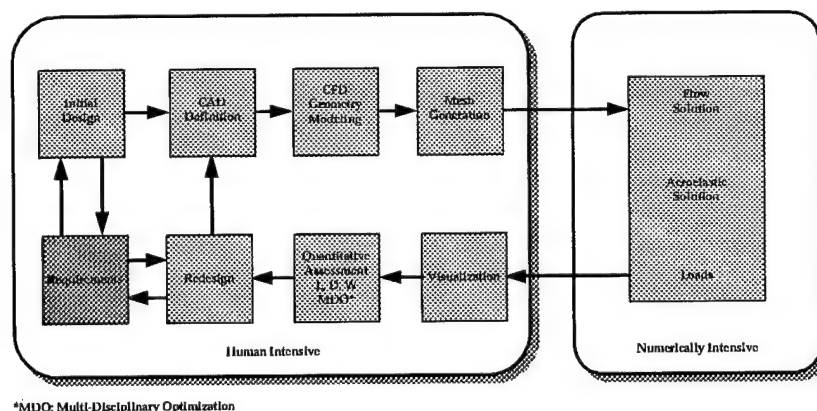 Initial
Design
CAD
Definition
CFD
Geometry
Modeling
Mesh
Generation
Flow
Solution
Aeroelastic
Solution
Loads
Requirements
Redesign
Quantitative
Assessment
L, D, W
MDO*
Visualization
Human Intensive
Numerically Intensive
*MDO: Multi-Disciplinary Optimization